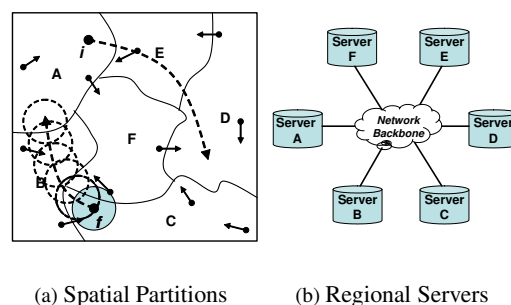 i
E
A
D
F
B
C
f
Server
F
Server
E
Server
A
Network
Backbone
Server
D
Server
B
Server
C
(a) Spatial Partitions
(b) Regional Servers